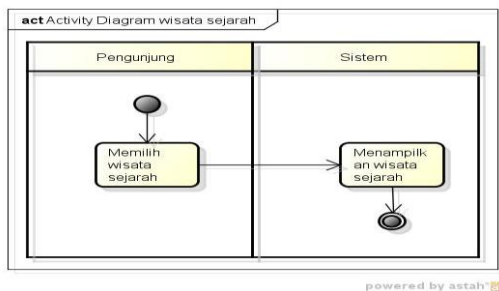 act Activity Diagram wisata sejarah
Pengunjung
Sistem
Memilih
wisata
sejarah
Menampilk
an wisata
sejarah
powered by astah*